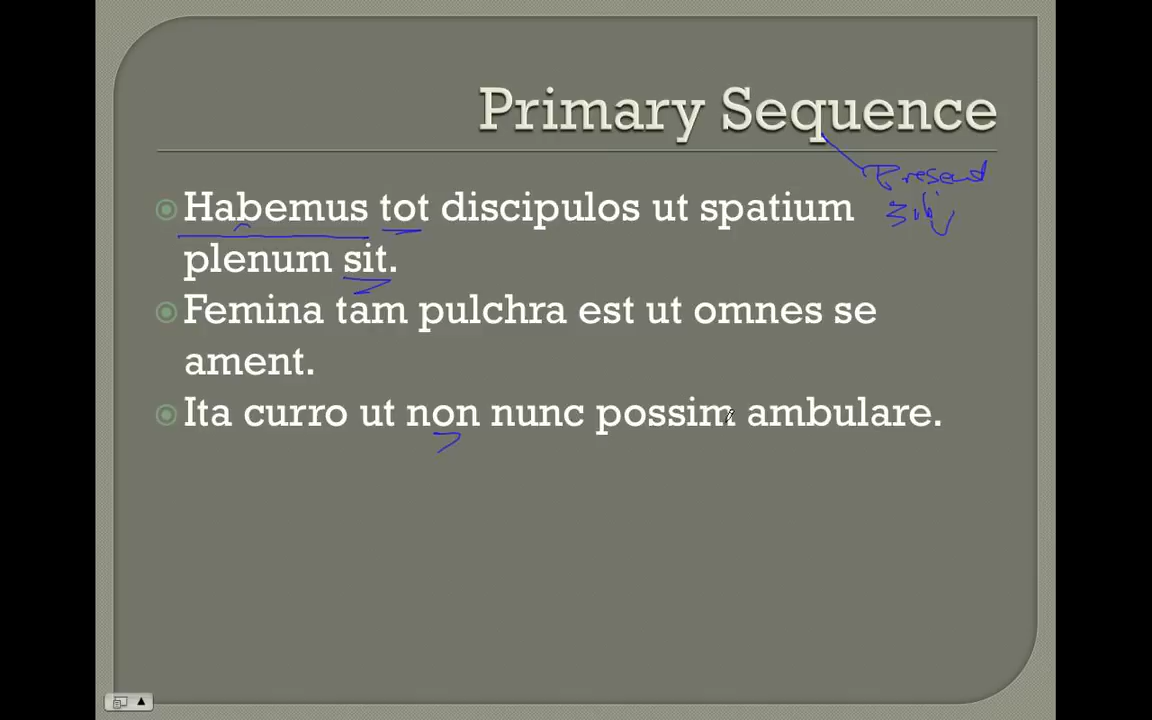 Primary Sequence
Present
Habemus tot discipulos ut spatium
plenum sit.
Femina tam pulchra est ut omnes se
ament.
Ita curro ut non nunc possim ambulare.